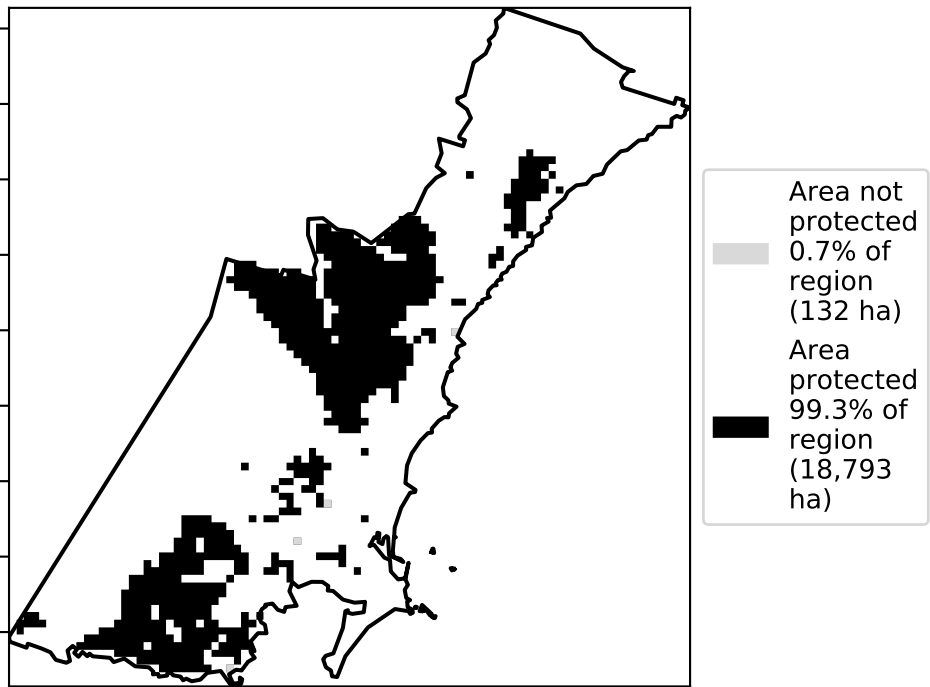 Area not
protected
0.7% of
region
(132 ha)
Area
protected
99.3% of
region
(18,793
ha)